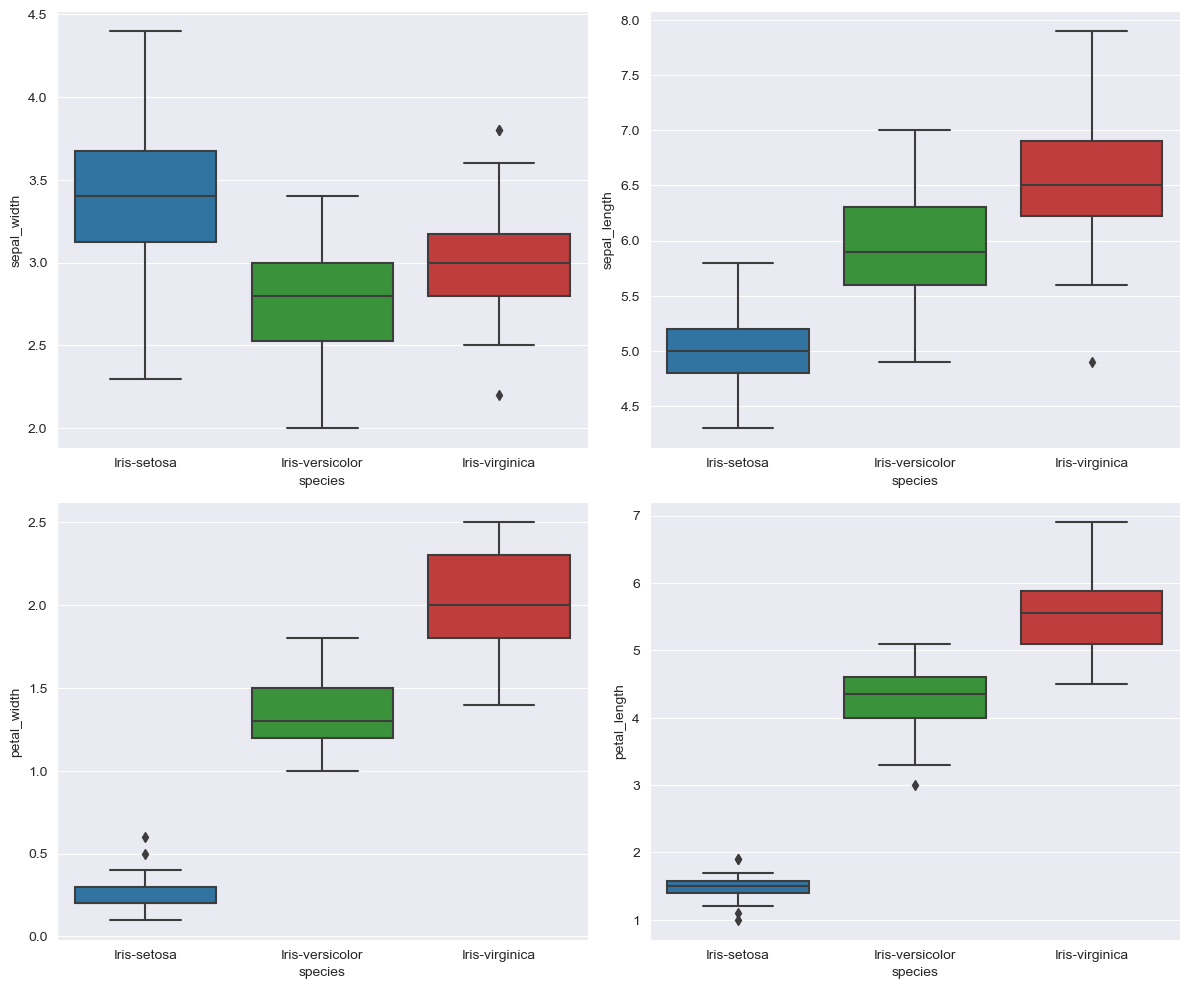 sepal_width
4.5
4.0
3.5
3.0
2.5
2.0
Iris-setosa Iris-versicolor Iris-virginica
species
sepal_length
8.0
7.5
7.0
6.5
6.0
5.5
5.0
4.5
Iris-setosa Iris-versicolor Iris-virginica
species
petal_width
2.5
2.0
1.5
1.0
0.5
0.0
Iris-setosa Iris-versicolor Iris-virginica
species
petal_length
7
6
5
4
3
2
1
Iris-setosa Iris-versicolor Iris-virginica
species